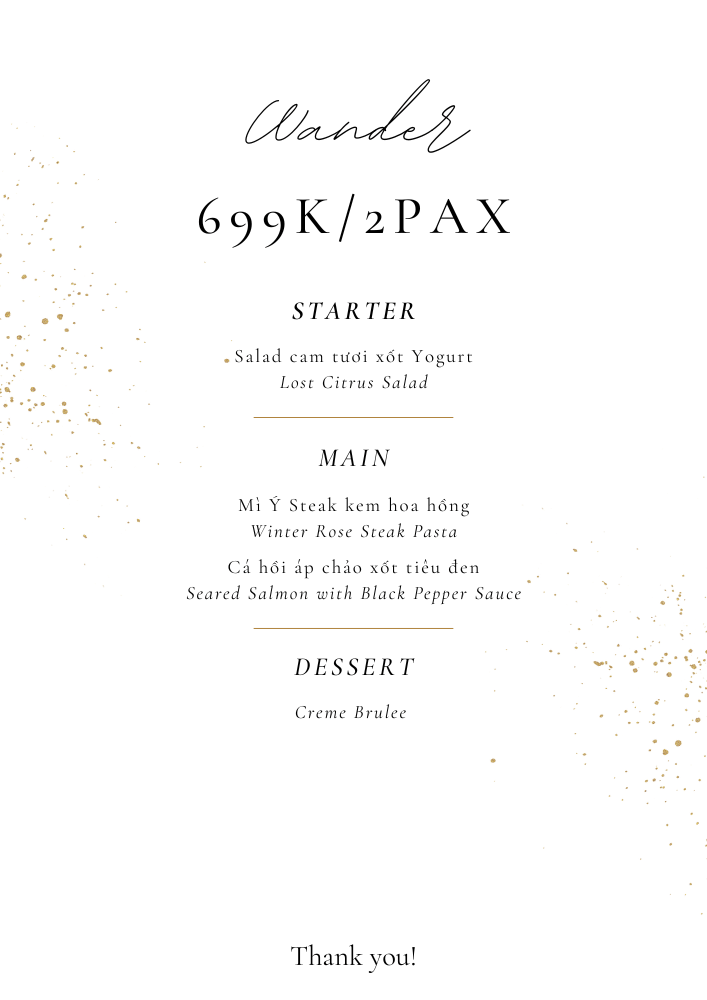 Wander
699K/2PAX
STARTER
Salad cam tươi xốt Yogurt
Lost Citrus Salad
MAIN
Mì Ý Steak kem hoa hồng
Winter Rose Steak Pasta
Cá hồi áp chảo xốt tiêu đen
Seared Salmon with Black Pepper Sauce
DESSERT
Creme Brulee
Thank you!